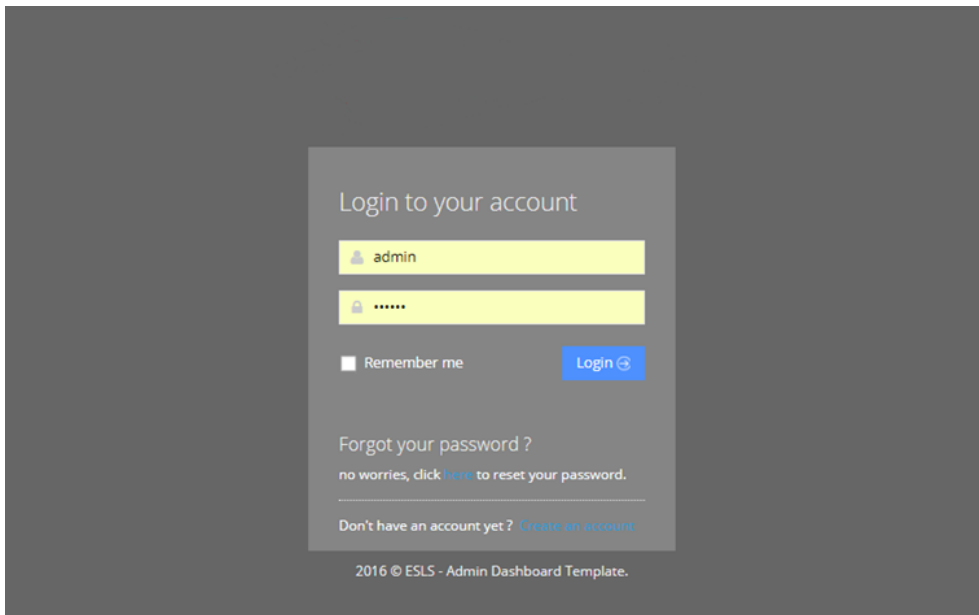 Login to your account
admin
••••••
Remember me
Login
Forgot your password ?
no worries, click here to reset your password.
Don't have an account yet ? Create an account
2016 © ESLS - Admin Dashboard Template.